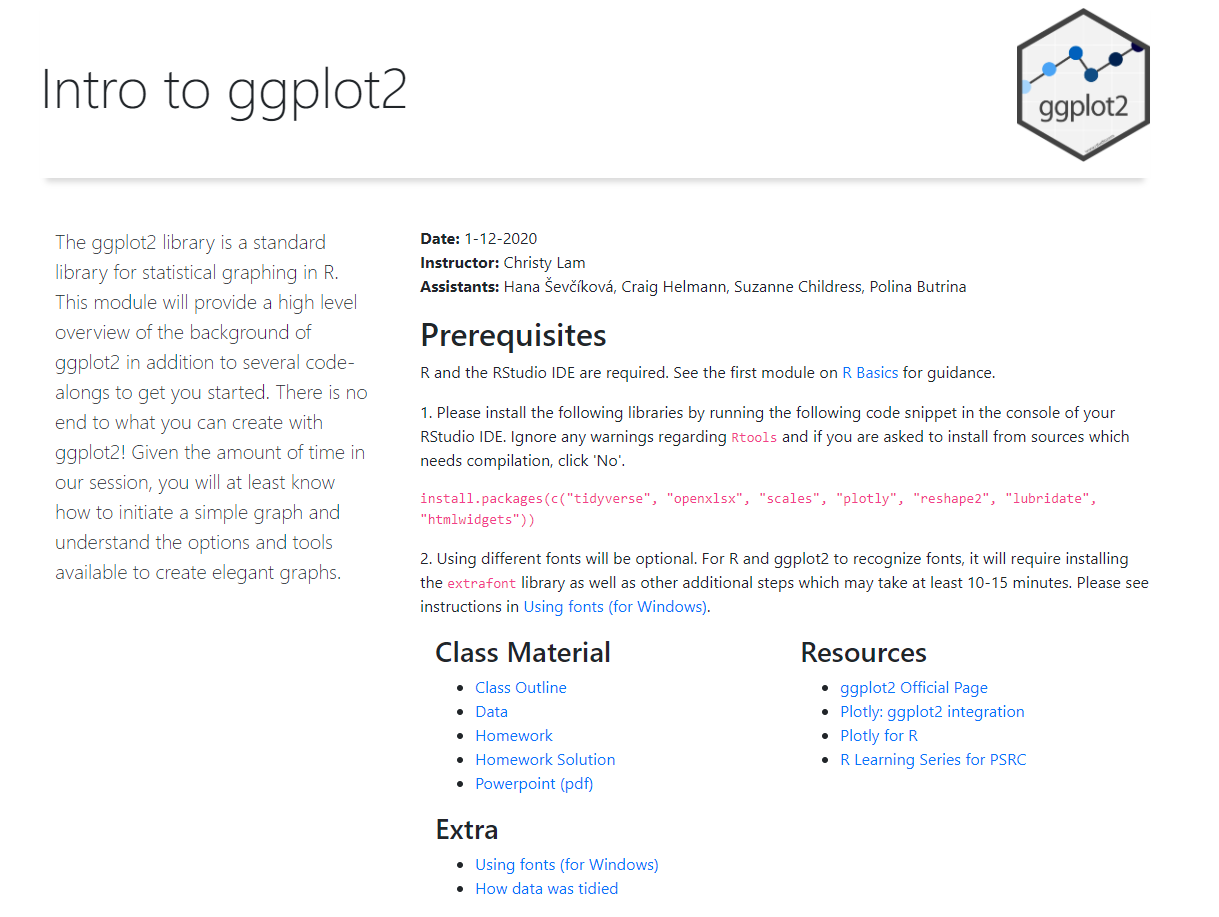 Intro to ggplot2
ggplot2
The ggplot2 library is a standard
library for statistical graphing in R.
This module will provide a high level
overview of the background of
ggplot2 in addition to several code-
alongs to get you started. There is no
end to what you can create with
ggplot2! Given the amount of time in
our session, you will at least know
how to initiate a simple graph and
understand the options and tools
available to create elegant graphs.
Date: 1-12-2020
Instructor: Christy Lam
Assistants: Hana Ševčíková, Craig Helmann, Suzanne Childress, Polina Butrina
Prerequisites
R and the RStudio IDE are required. See the first module on R Basics for guidance.
1. Please install the following libraries by running the following code snippet in the console of your
RStudio IDE. Ignore any warnings regarding Rtools and if you are asked to install from sources which
needs compilation, click 'No'.
install.packages(c("tidyverse", "openxlsx", "scales", "plotly", "reshape2", "lubridate",
"htmlwidgets"))
2. Using different fonts will be optional. For R and ggplot2 to recognize fonts, it will require installing
the extrafont library as well as other additional steps which may take at least 10-15 minutes. Please see
instructions in Using fonts (for Windows).
Class Material
Class Outline
Data
Homework
Homework Solution
Powerpoint (pdf)
Resources
ggplot2 Official Page
Plotly: ggplot2 integration
Plotly for R
R Learning Series for PSRC
Extra
Using fonts (for Windows)
How data was tidied